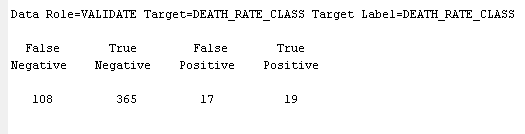 Data Role=VALIDATE Target=DEATH_RATE_CLASS Target Label=DEATH_RATE_CLASS
False True False True
Negative Negative Positive Positive
108 365 17 19